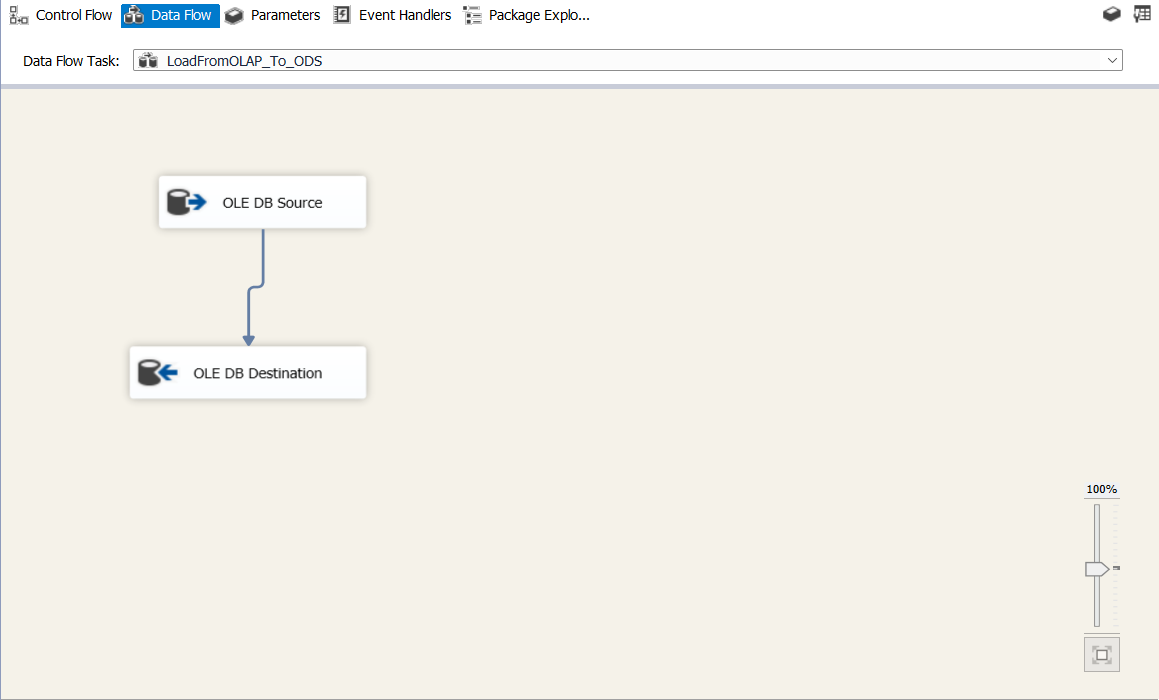 Control Flow Data Flow Parameters Event Handlers Package Explo...
Data Flow Task: LoadFromOLAP_To_ODS
OLE DB Source
OLE DB Destination
100%